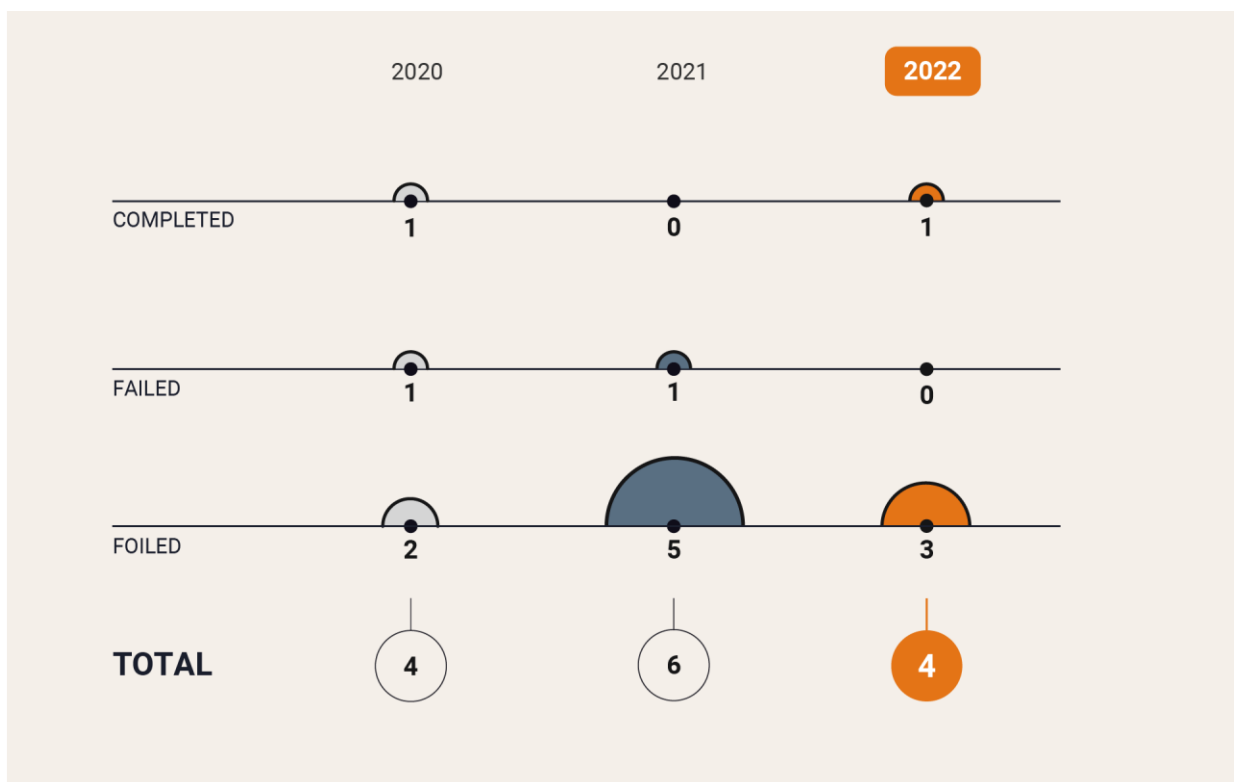 2020 2021 2022
COMPLETED 1 0 1
FAILED 1 1 0
FOILED 2 5 3
TOTAL 4 6 4